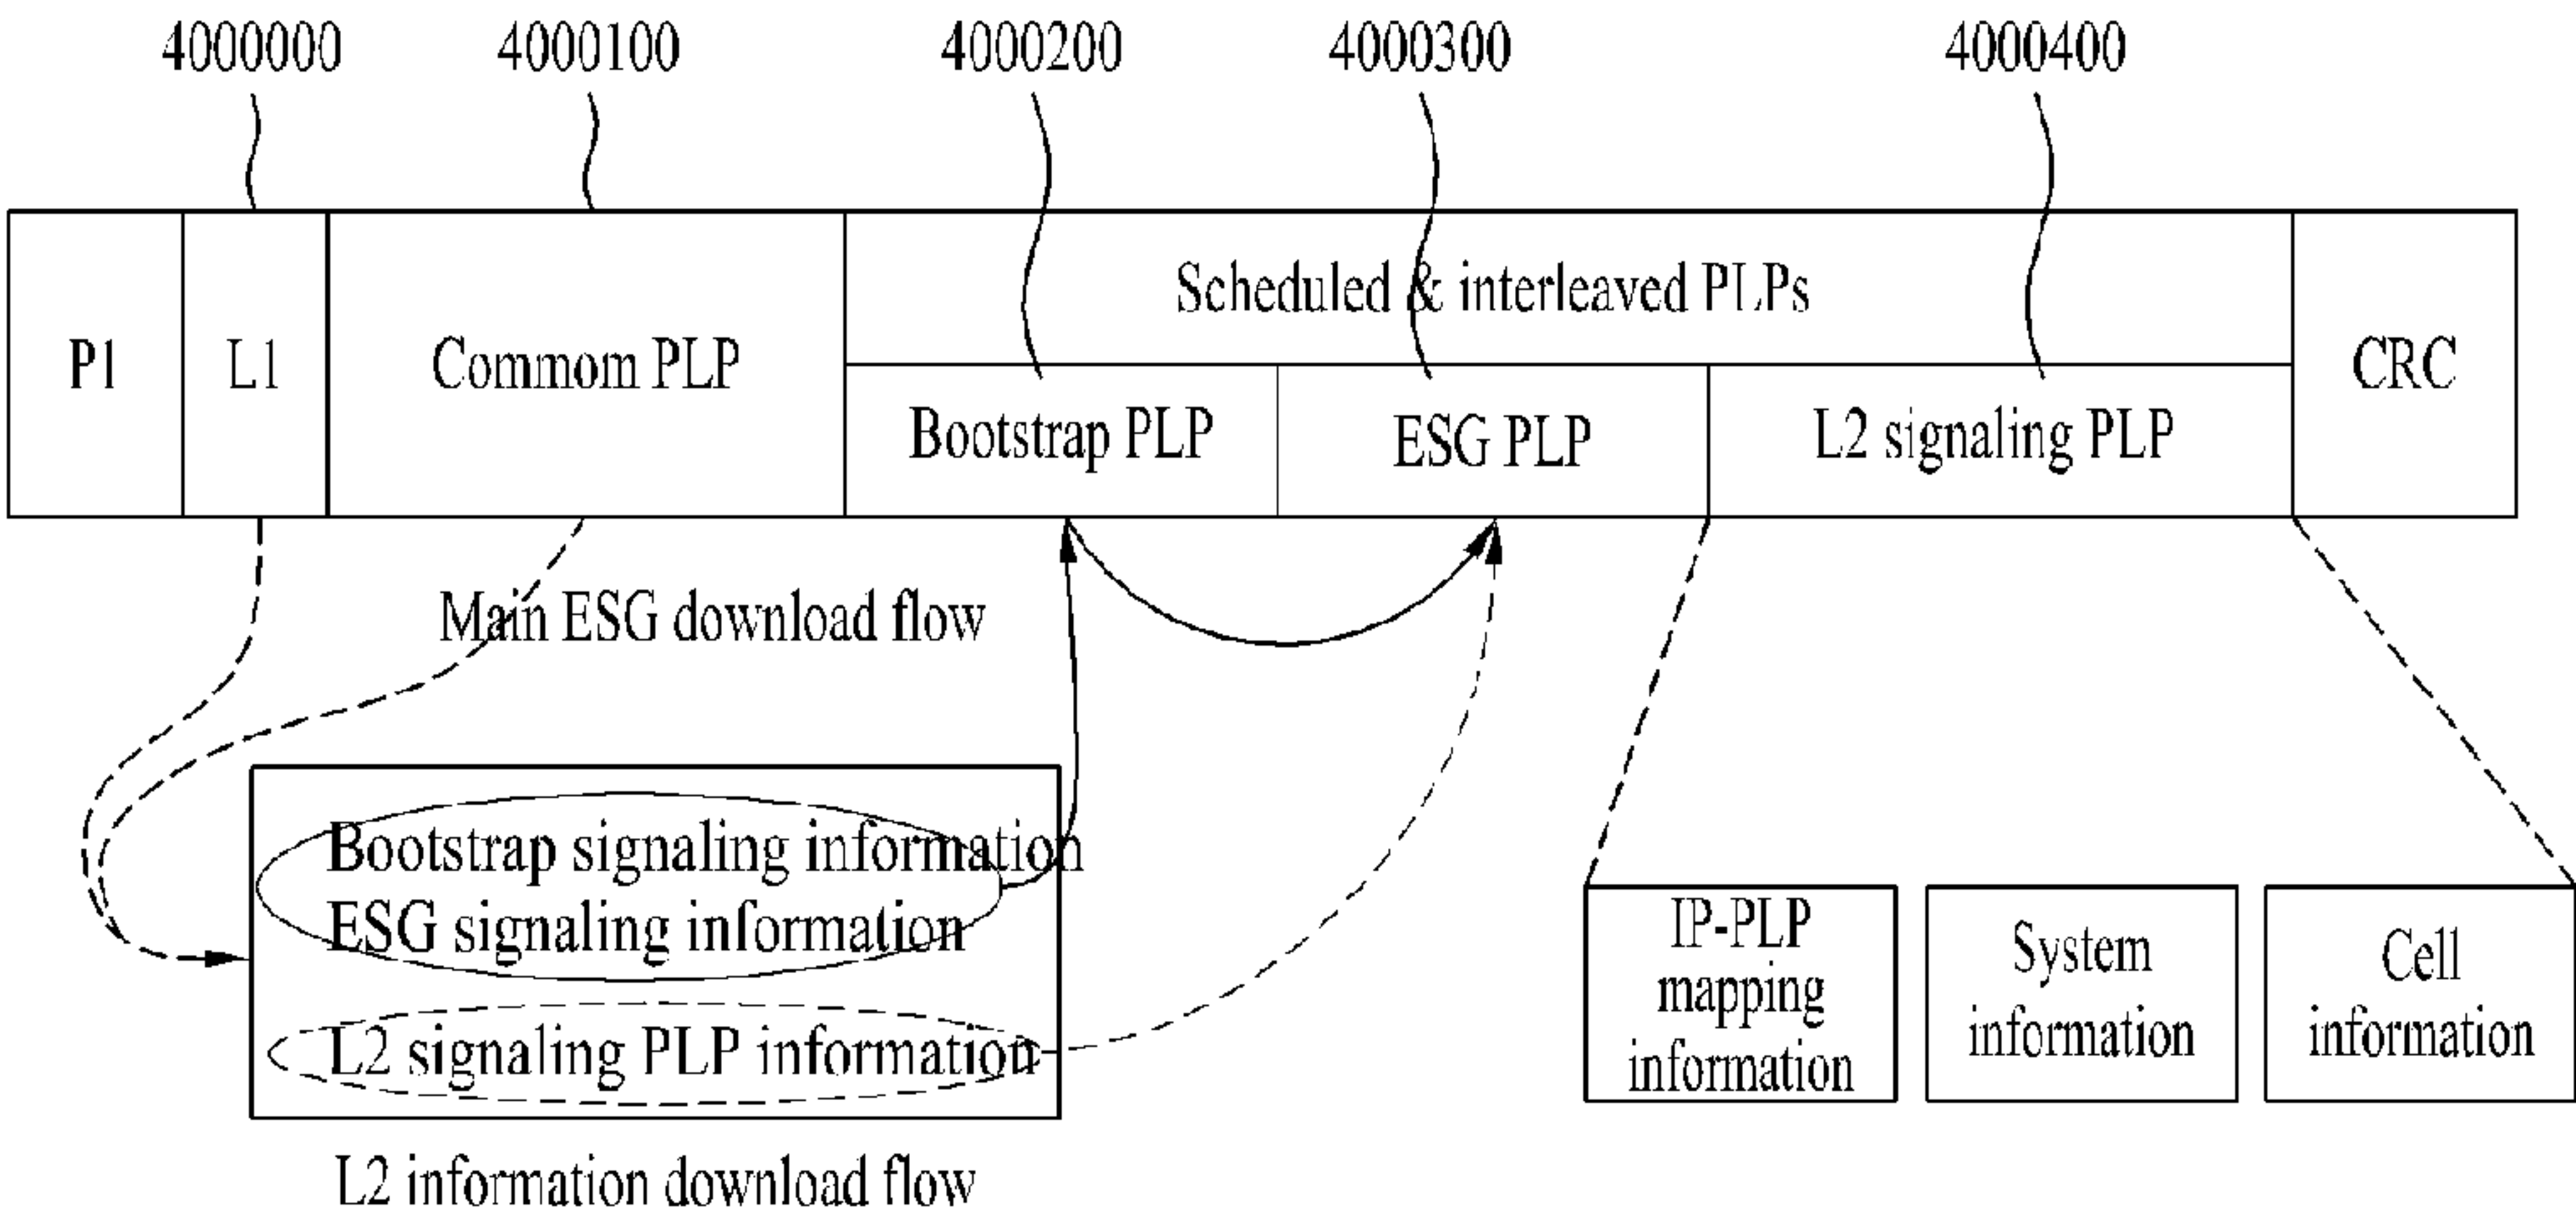 4000000
4000100
4000200
4000300
4000400
P1
L1
Commom PLP
Scheduled & interleaved PLPs
Bootstrap PLP
ESG PLP
L2 signaling PLP
CRC
Main ESG download flow
Bootstrap signaling information
ESG signaling information
L2 signaling PLP information
L2 information download flow
IP-PLP
mapping
information
System
information
Cell
information